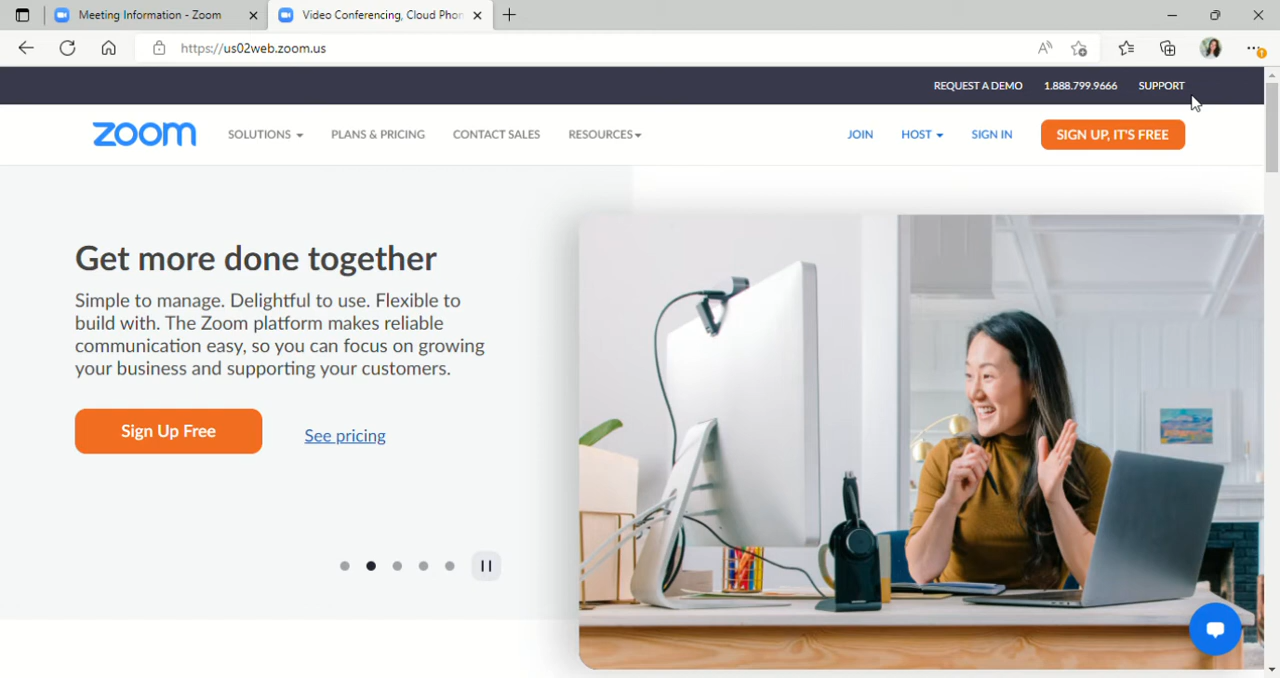 Meeting Information - Zoom
Video Conferencing, Cloud Phon
https://us02web.zoom.us
REQUEST A DEMO 1.888.799.9666 SUPPORT
zoom SOLUTIONS PLANS & PRICING CONTACT SALES RESOURCES JOIN HOST SIGN IN SIGN UP, IT'S FREE
Get more done together
Simple to manage. Delightful to use. Flexible to
build with. The Zoom platform makes reliable
communication easy, so you can focus on growing
your business and supporting your customers.
Sign Up Free See pricing